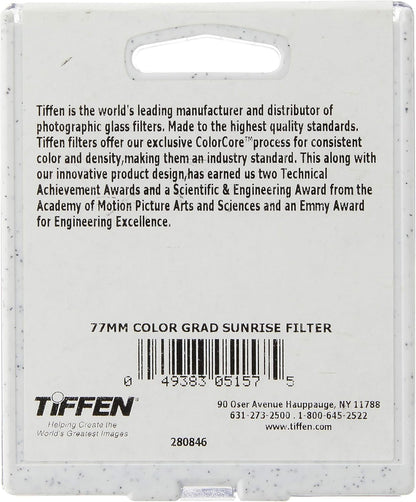 Tiffen is the world's leading manufacturer and distributor of
photographic glass filters. Made to the highest quality standards.
Tiffen filters offer our exclusive ColorCore™process for consistent
color and density,making them an industry standard. This along with
our innovative product design,has earned us two Technical
Achievement Awards and a Scientific & Engineering Award from the
Academy of Motion Picture Arts and Sciences and an Emmy Award
for Engineering Excellence.
77MM COLOR GRAD SUNRISE FILTER
0 49383 05157 5
TIFFEN®
Helping Create the
World's Greatest Images
90 Oser Avenue Hauppauge, NY 11788
631-273-2500 . 1-800-645-2522
www.tiffen.com
280846